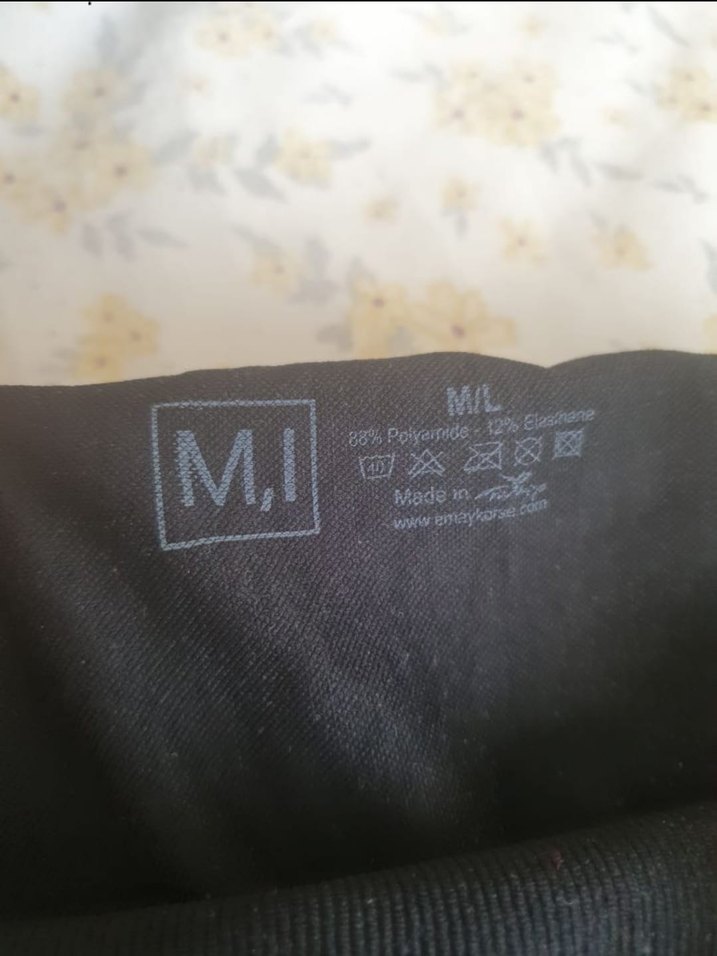 M,I
M/L
88% Polyamide 12% Elasthane
40
Made in
www.emaykorse.com